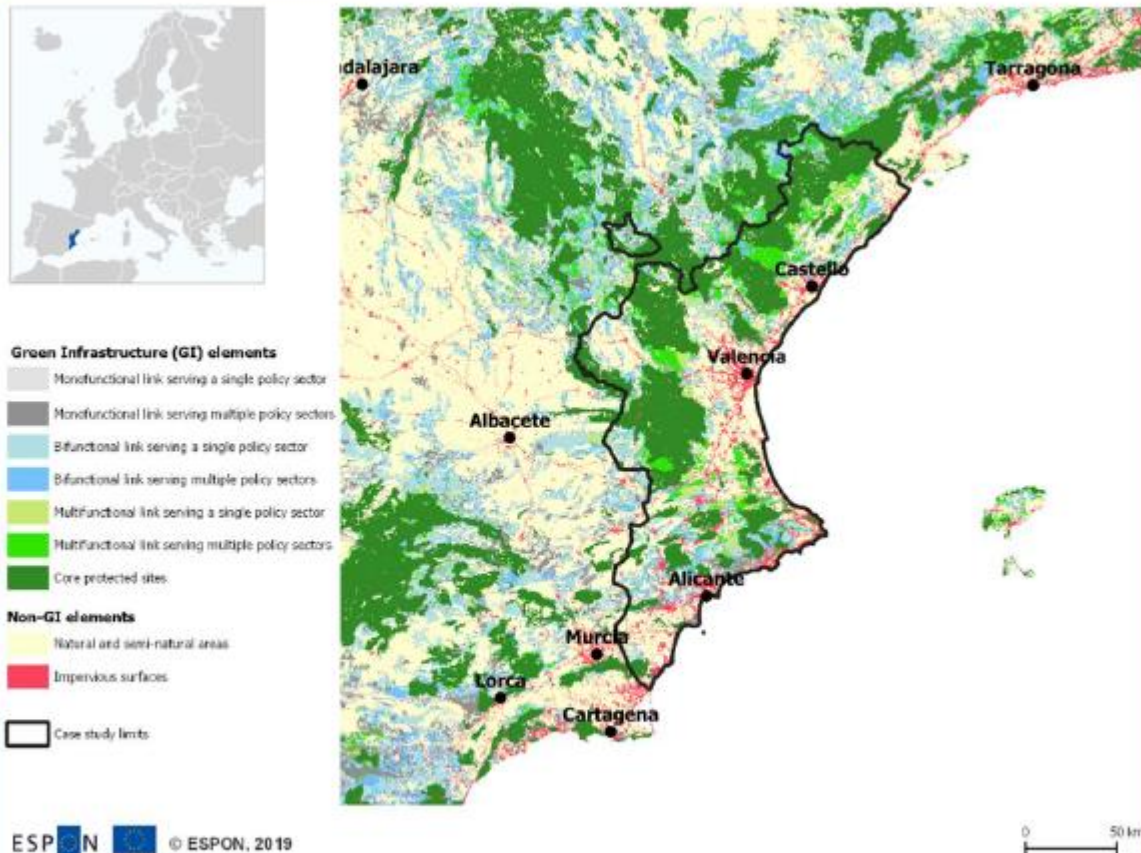 adalajara
Tarragona
Castello
Valencia
Albacete
Alicante
Murcia
Lorca
Cartagena
Green Infrastructure (GI) elements
Monofunctional link serving a single policy sector
Monofunctional link serving multiple policy sectors
Bifunctional link serving a single policy sector
Bifunctional link serving multiple policy sectors
Multifunctional link serving a single policy sector
Multifunctional link serving multiple policy sectors
Core protected sites
Non-GI elements
Natural and semi-natural areas
Impervious surfaces
Case study limits
ESPON © ESPON, 2019
0 50 km